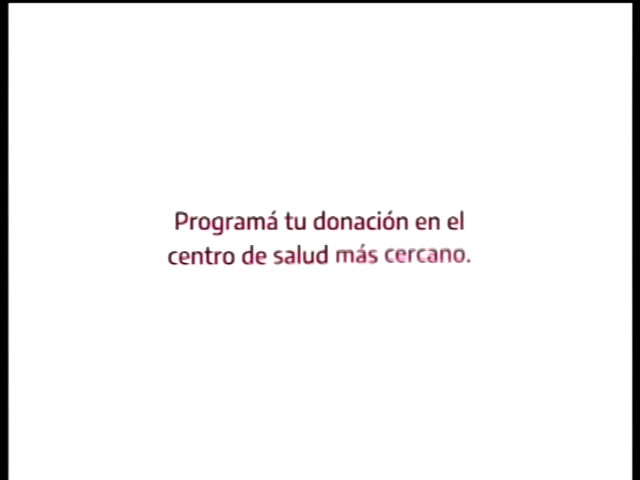 Programá tu donación en el
centro de salud más cercano.